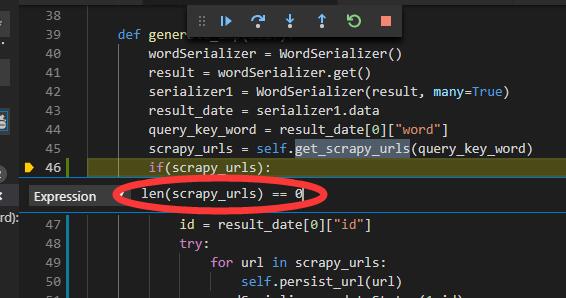 38
39 def gene
40 wordSerializer = WordSerializer()
41 result = wordSerializer.get()
42 serializer1 = WordSerializer(result, many=True)
43 result_date = serializer1.data
44 query_key_word = result_date[0]["word"]
45 scrapy_urls = self.get_scrapy_urls(query_key_word)
46 if(scrapy_urls):
Expression len(scrapy_urls) == 0
rd):
47 id = result_date[0]["id"]
48 try:
49 for url in scrapy_urls:
50 self.persist_url(url)